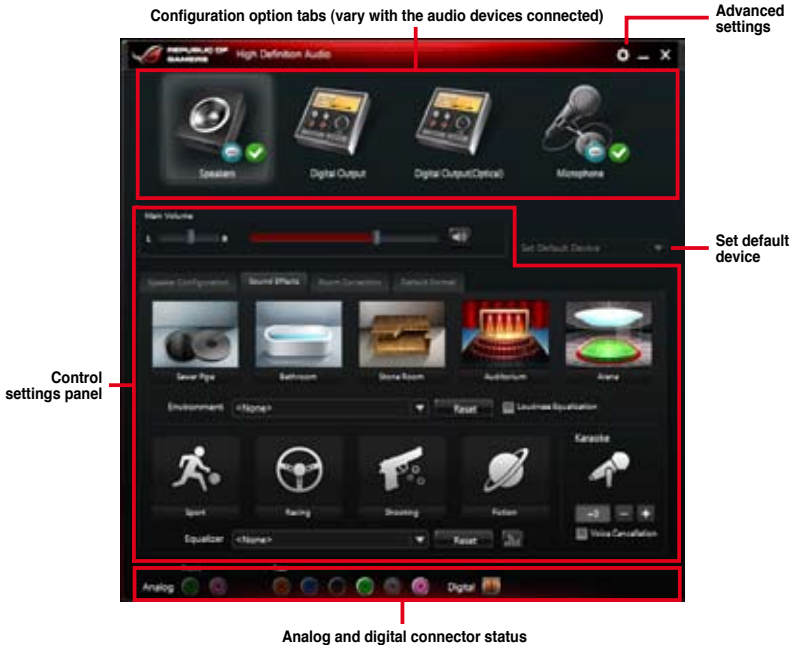 Configuration option tabs (vary with the audio devices connected)
Advanced
settings
REPUBLIC OF
GAMERS
High Definition Audio
Speakers
Digital Output
Digital Output(Optical)
Microphone
Main Volume
L
R
Set Default Device
Set default
device
Speaker Configuration
Sound Effects
Room Correction
Default Format
Control
settings panel
Sewer Pipe
Bathroom
Stone Room
Auditorium
Arena
Environment
<None>
Reset
Loudness Equalization
Karaoke
Sport
Racing
Shooting
Fiction
Equalizer
<None>
Reset
Voice Cancellation
Analog
Digital
Analog and digital connector status